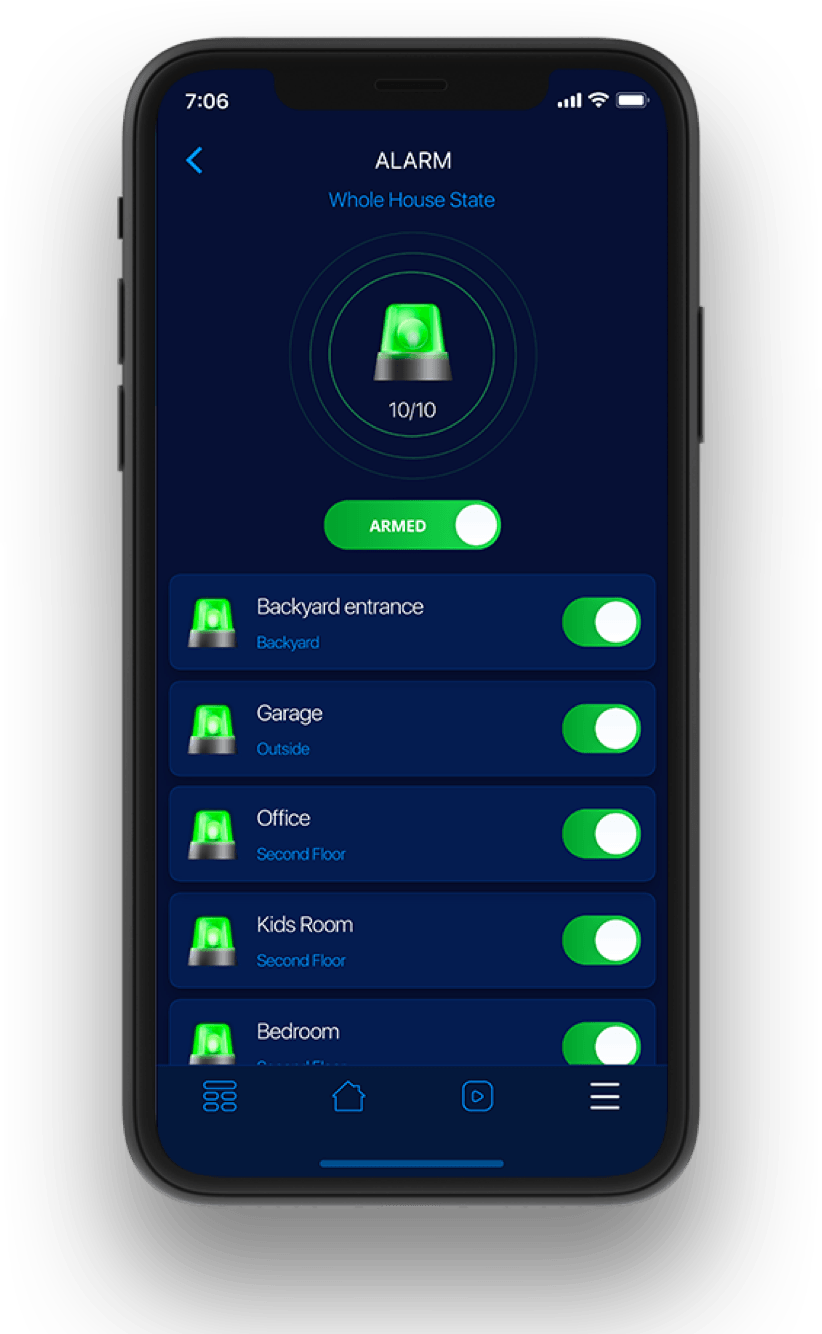 7:06
ALARM
Whole House State
10/10
ARMED
Backyard entrance
Backyard
Garage
Outside
Office
Second Floor
Kids Room
Second Floor
Bedroom